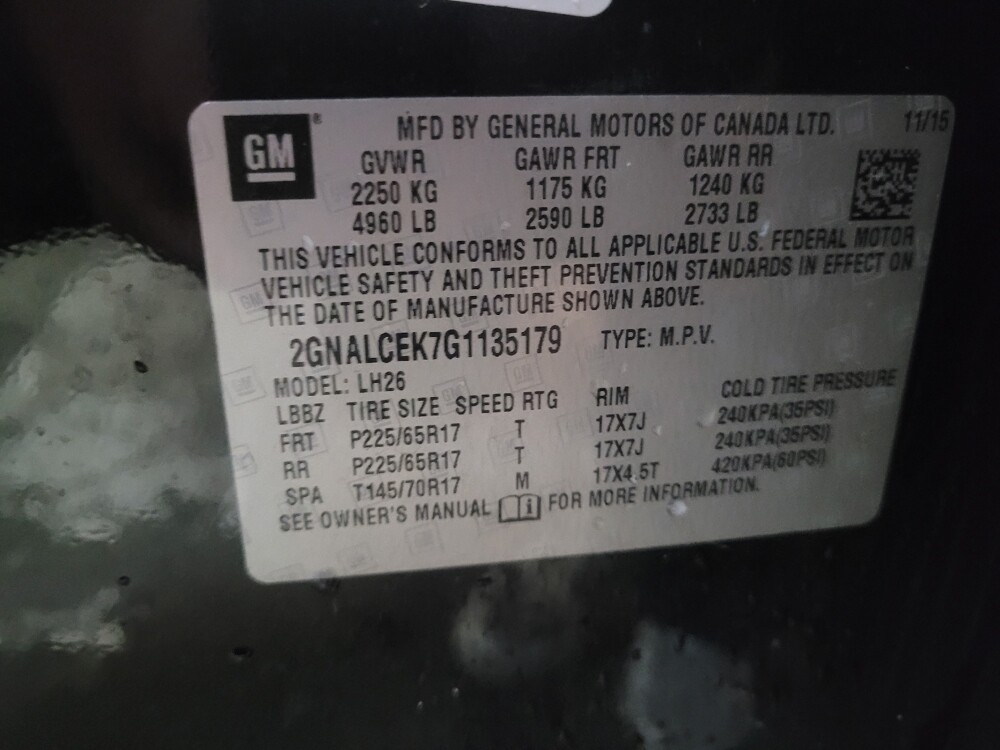 GM® MFD BY GENERAL MOTORS OF CANADA LTD. 11/15
GVWR GAWR FRT. GAWR RR
2250 KG 1175 KG 1240 KG
4960 LB 2590 LB 2733 LB
THIS VEHICLE CONFORMS TO ALL APPLICABLE U.S. FEDERAL MOTOR
VEHICLE SAFETY AND THEFT PREVENTION STANDARDS IN EFFECT ON
THE DATE OF MANUFACTURE SHOWN ABOVE.
2GNALCEK7G1135179 TYPE: M.P.V.
MODEL: LH26
LBBZ TIRE SIZE SPEED RTG RIM COLD TIRE PRESSURE
FRT P225/65R17 T 17X7J 240KPA(35PSI)
RR P225/65R17 T 17X7J 240KPA(35PSI)
SPA T145/70R17 M 17X4.5T 420KPA(60PSI)
SEE OWNER'S MANUAL i FOR MORE INFORMATION.